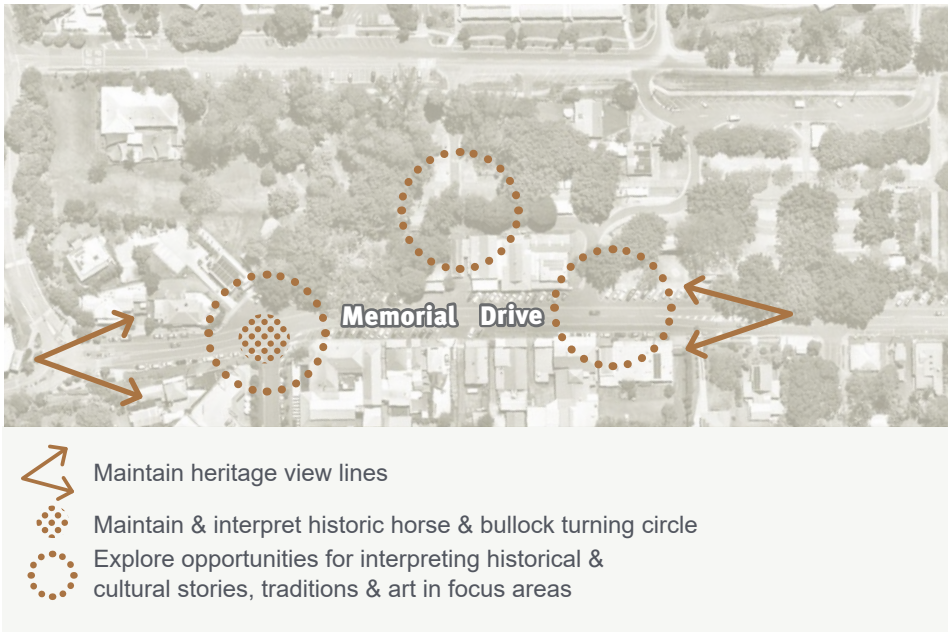 Memorial Drive
Maintain heritage view lines
Maintain & interpret historic horse & bullock turning circle
Explore opportunities for interpreting historical &
cultural stories, traditions & art in focus areas